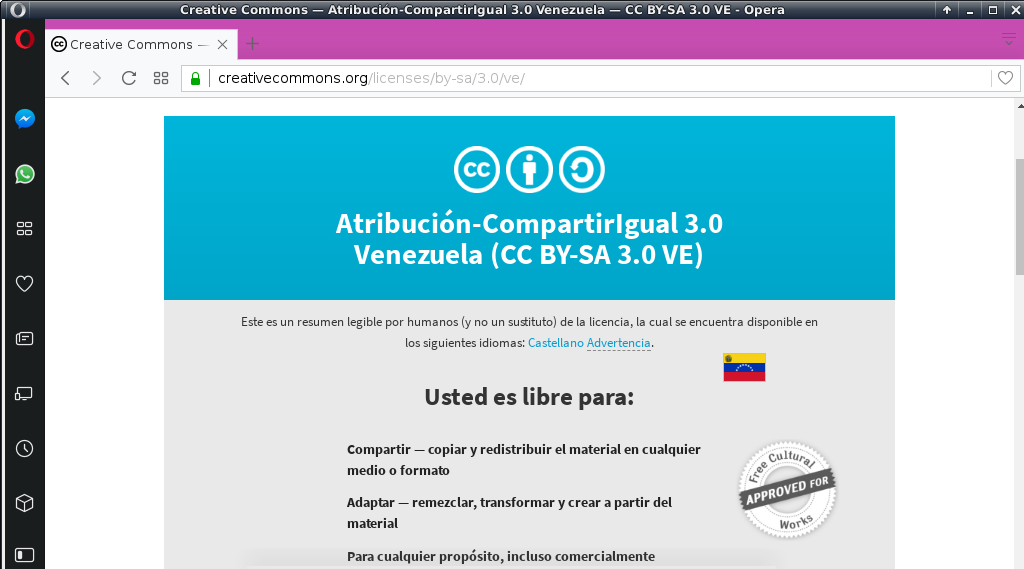 Creative Commons — Atribución-CompartirIgual 3.0 Venezuela — CC BY-SA 3.0 VE - Opera
Creative Commons —
creativecommons.org/licenses/by-sa/3.0/ve/
cc
Atribución-CompartirIgual 3.0
Venezuela (CC BY-SA 3.0 VE)
Este es un resumen legible por humanos (y no un sustituto) de la licencia, la cual se encuentra disponible en
los siguientes idiomas: Castellano Advertencia.
Usted es libre para:
Compartir — copiar y redistribuir el material en cualquier
medio o formato
Adaptar — remezclar, transformar y crear a partir del
material
Para cualquier propósito, incluso comercialmente
Free Cultural
APPROVED FOR
Works